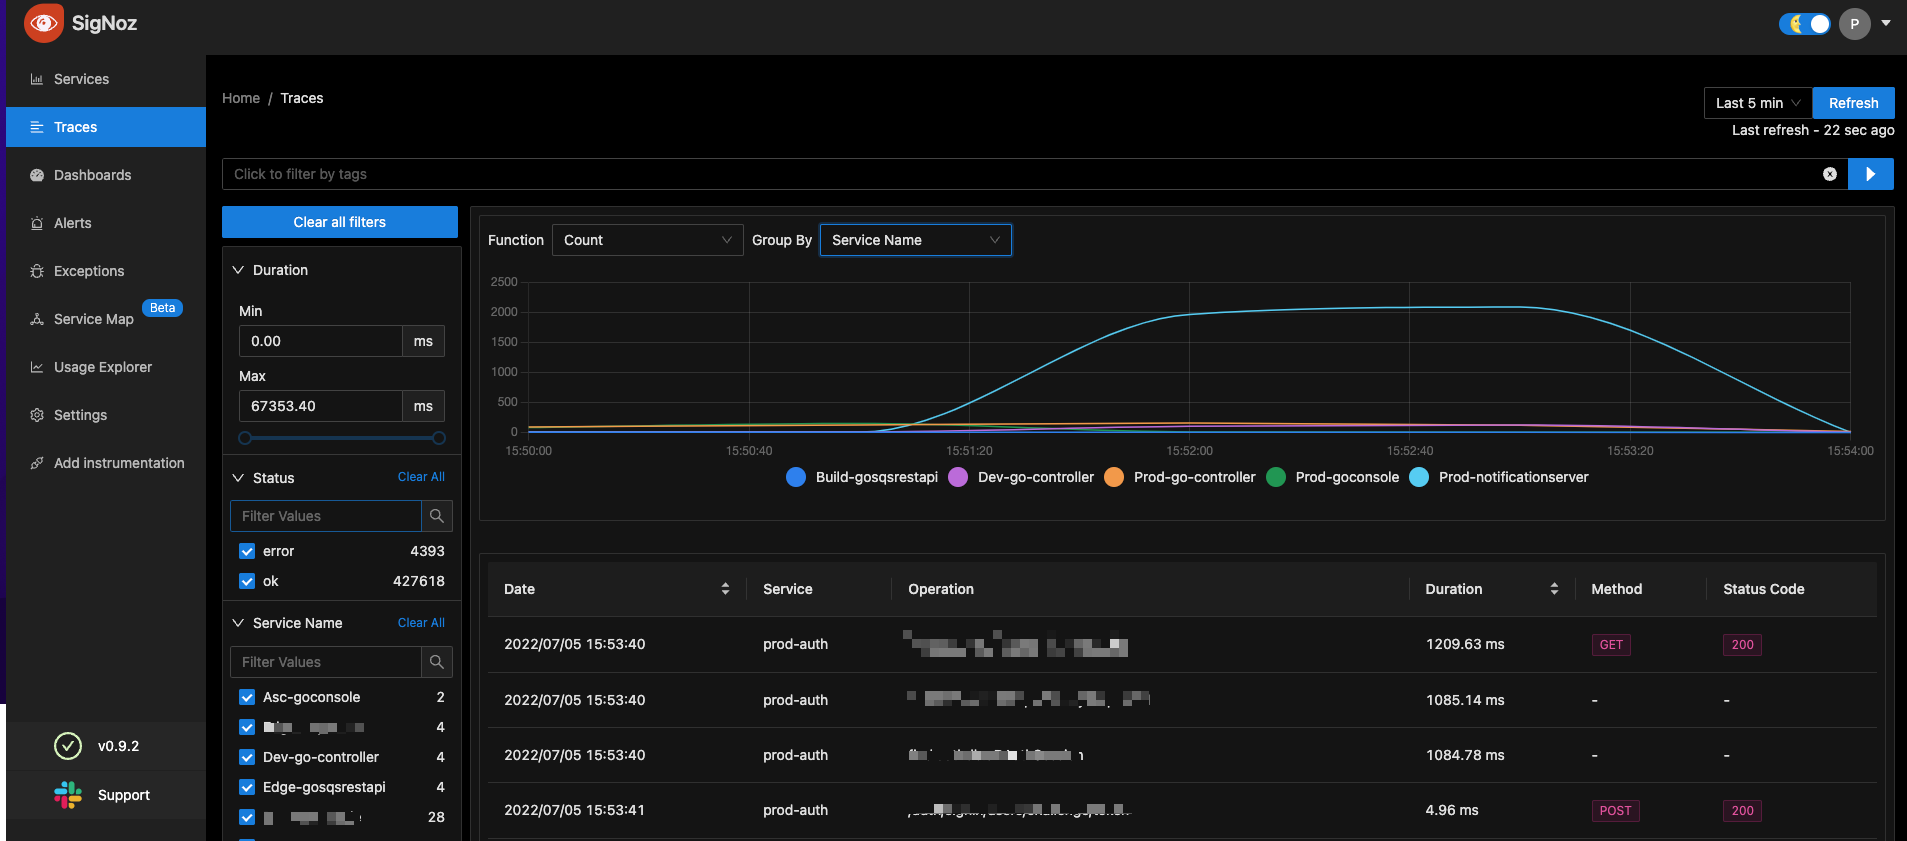 SigNoz
P
Services
Traces
Dashboards
Alerts
Exceptions
Service Map Beta
Usage Explorer
Settings
Add instrumentation
v0.9.2
Support
Home / Traces
Last 5 min Refresh
Last refresh - 22 sec ago
Click to filter by tags
Clear all filters
Duration
Min
0.00 ms
Max
67353.40 ms
Status Clear All
Filter Values
error 4393
ok 427618
Service Name Clear All
Filter Values
Asc-goconsole 2
4
Dev-go-controller 4
Edge-gosqsrestapi 4
28
Function Count Group By Service Name
2500
2000
1500
1000
500
0
15:50:00 15:50:40 15:51:20 15:52:00 15:52:40 15:53:20 15:54:00
Build-gosqsrestapi Dev-go-controller Prod-go-controller Prod-goconsole Prod-notificationserver
Date Service Operation Duration Method Status Code
2022/07/05 15:53:40 prod-auth 1209.63 ms GET 200
2022/07/05 15:53:40 prod-auth 1085.14 ms - -
2022/07/05 15:53:40 prod-auth 1084.78 ms - -
2022/07/05 15:53:41 prod-auth 4.96 ms POST 200